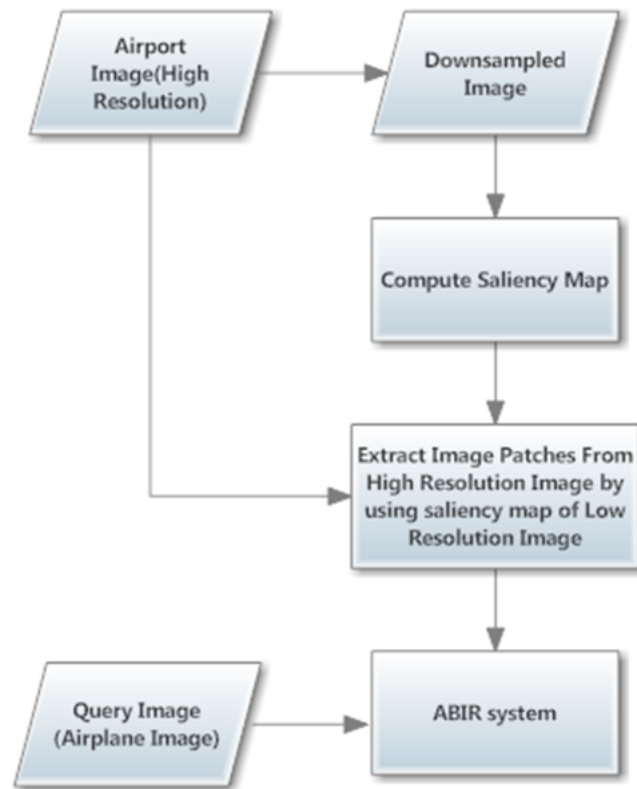 Airport
Image(High
Resolution)
Downsampled
Image
Compute Saliency Map
Extract Image Patches From
High Resolution Image by
using saliency map of Low
Resolution Image
Query Image
(Airplane Image)
ABIR system